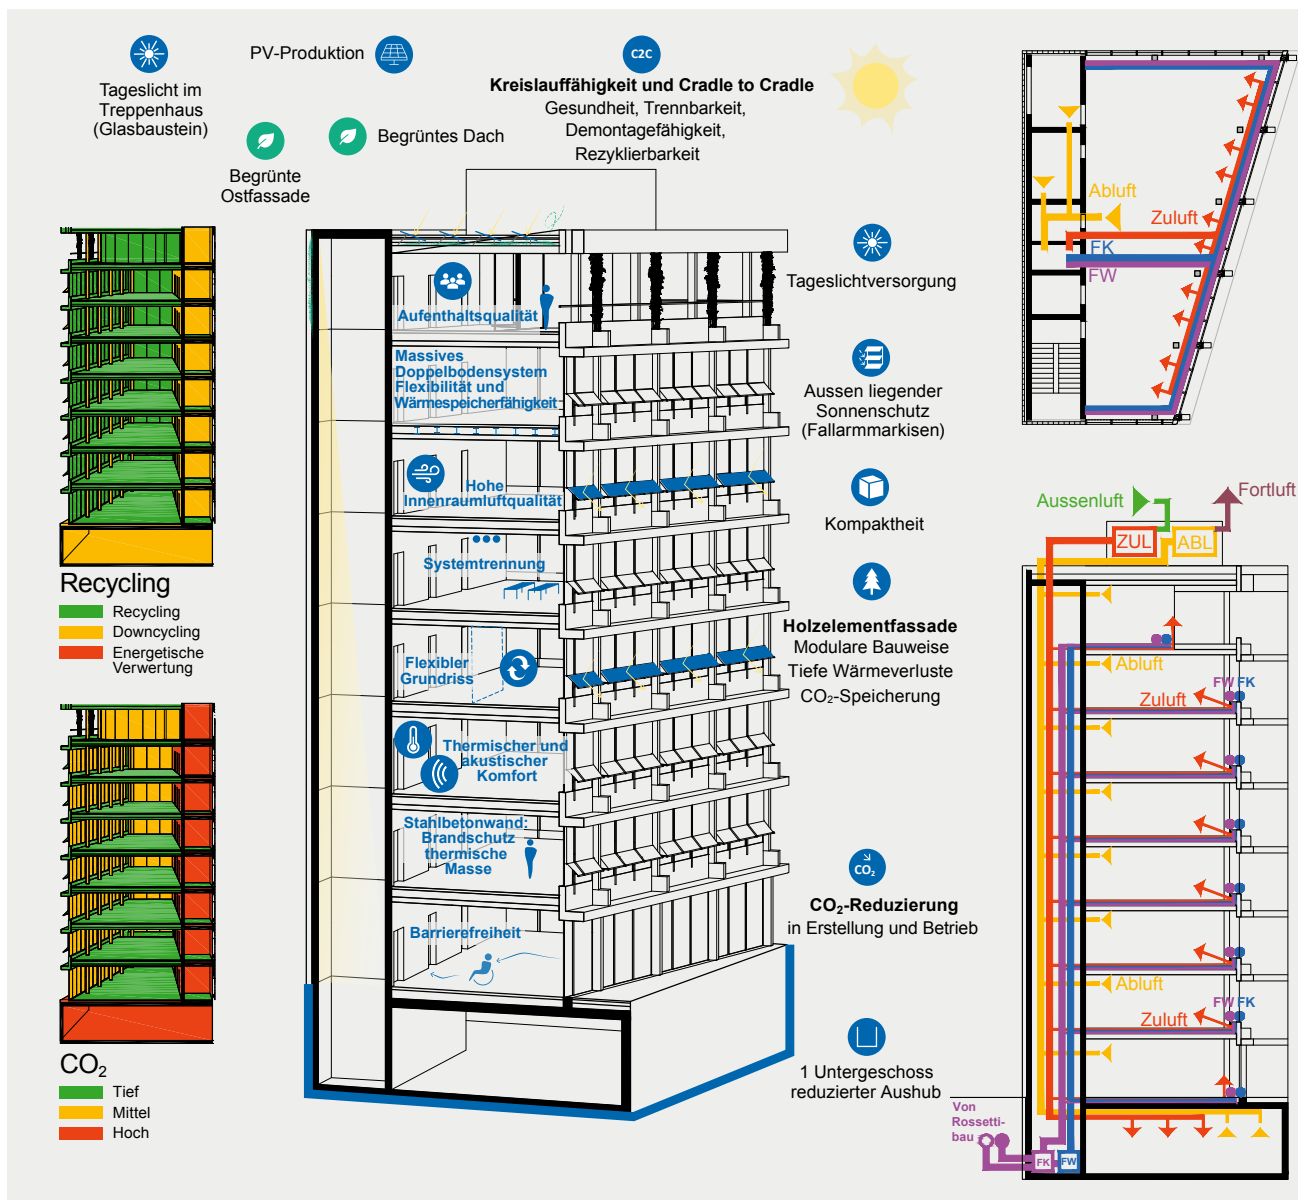 Tageslicht im
Treppenhaus
(Glasbaustein)
PV-Produktion
Begrünte
Ostfassade
Begrüntes Dach
C2C
Kreislauffähigkeit und Cradle to Cradle
Gesundheit, Trennbarkeit,
Demontagefähigkeit,
Rezyklierbarkeit
Recycling
Recycling
Downcycling
Energetische
Verwertung
CO₂
Tief
Mittel
Hoch
Aufenthaltsqualität
Massives
Doppelbodensystem
Flexibilität und
Wärmespeicherfähigkeit
Hohe
Innenraumluftqualität
Systemtrennung
Flexibler
Grundriss
Thermischer und
akustischer
Komfort
Stahlbetonwand:
Brandschutz
thermische
Masse
Barrierefreiheit
Tageslichtversorgung
Aussen liegender
Sonnenschutz
(Fallarmmarkisen)
Kompaktheit
Holzelementfassade
Modulare Bauweise
Tiefe Wärmeverluste
CO₂-Speicherung
CO₂
CO₂-Reduzierung
in Erstellung und Betrieb
1 Untergeschoss
reduzierter Aushub
Abluft
Zuluft
FK
FW
Aussenluft
Fortluft
ZUL
ABL
Abluft
FW FK
Zuluft
Abluft
FW FK
Zuluft
Von
Rossetti-
bau
FK
FW